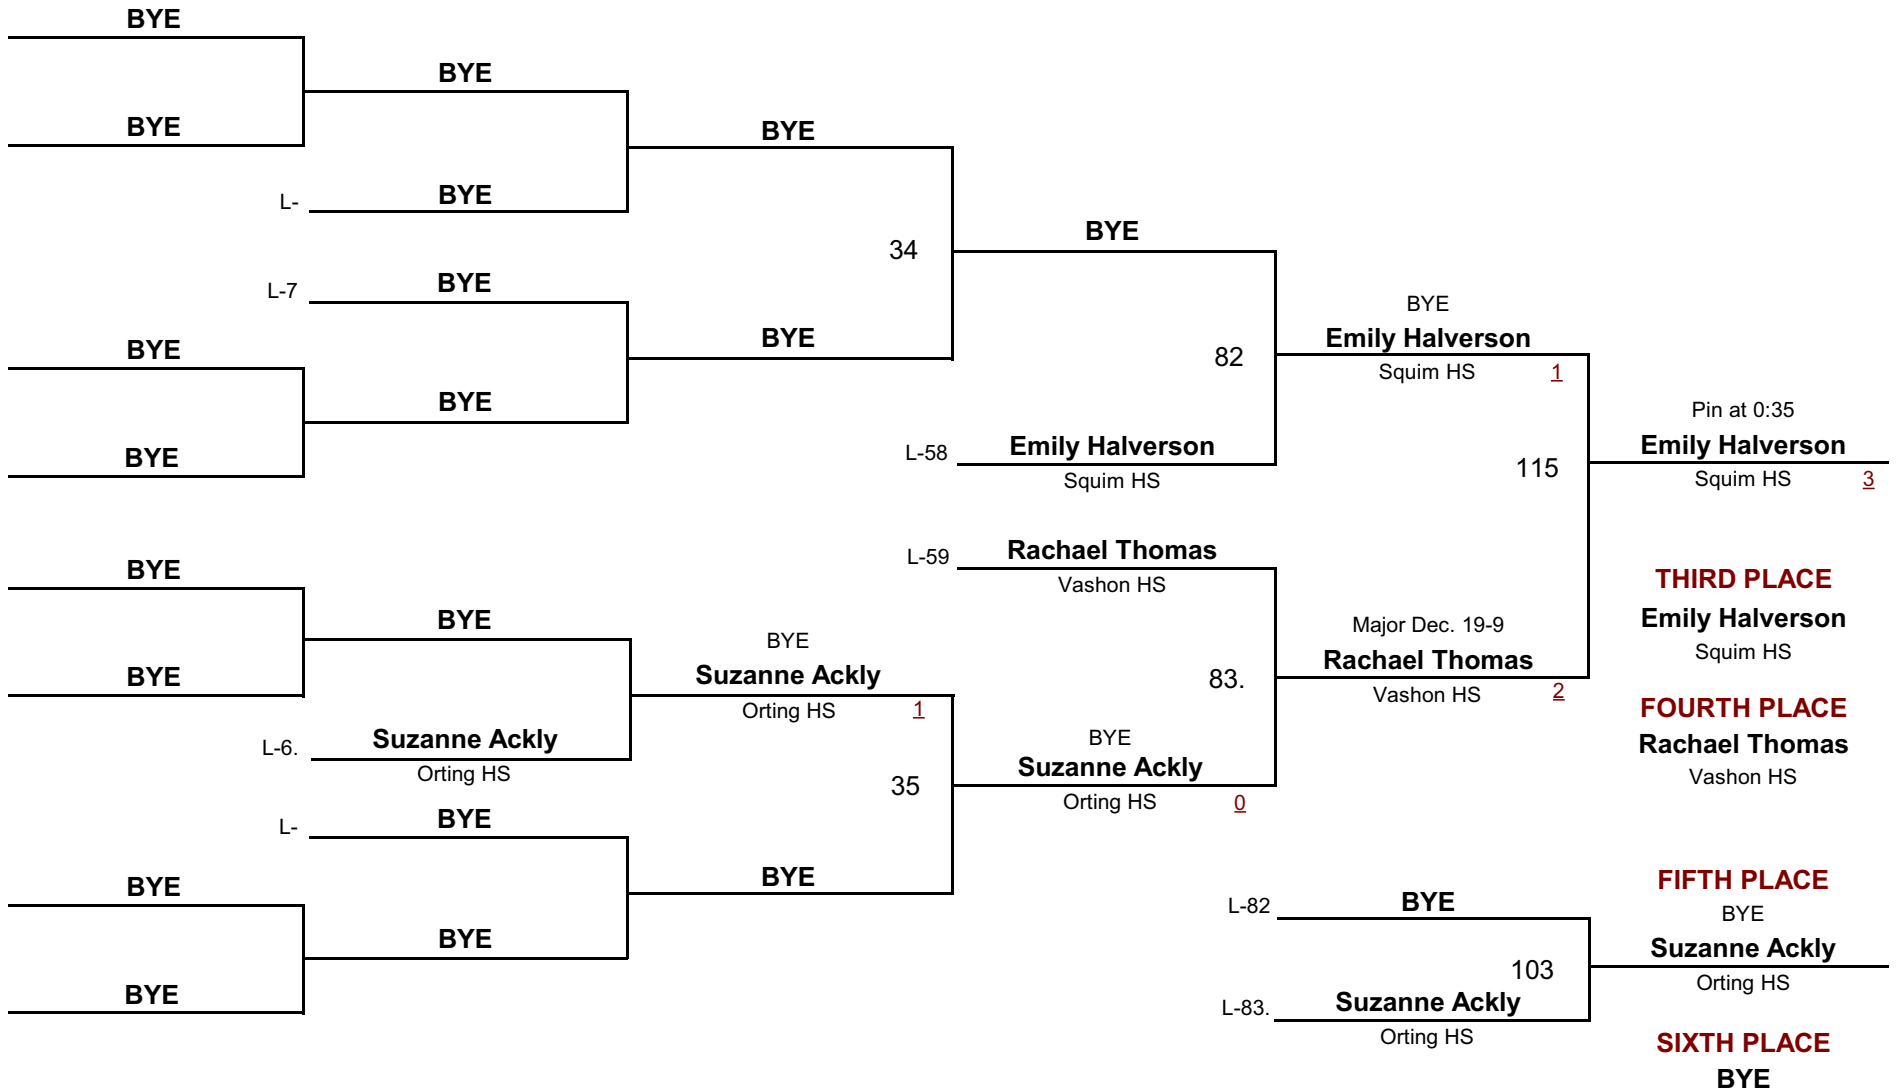 BYE
BYE
BYE
BYE
L- BYE
34
BYE
L-7 BYE
BYE
Emily Halverson
Squim HS 1
BYE
BYE
82
Pin at 0:35
Emily Halverson
Squim HS 3
BYE
L-58 Emily Halverson
Squim HS
BYE
115
L-59 Rachael Thomas
Vashon HS
BYE
THIRD PLACE
Emily Halverson
Squim HS
BYE
BYE
Suzanne Ackly
Orting HS 1
Major Dec. 19-9
Rachael Thomas
Vashon HS 2
BYE
83.
FOURTH PLACE
Rachael Thomas
Vashon HS
L-6. Suzanne Ackly
Orting HS
BYE
Suzanne Ackly
Orting HS 0
35
L- BYE
BYE
BYE
FIFTH PLACE
BYE
Suzanne Ackly
Orting HS
L-82 BYE
BYE
103
BYE
L-83. Suzanne Ackly
Orting HS
SIXTH PLACE
BYE